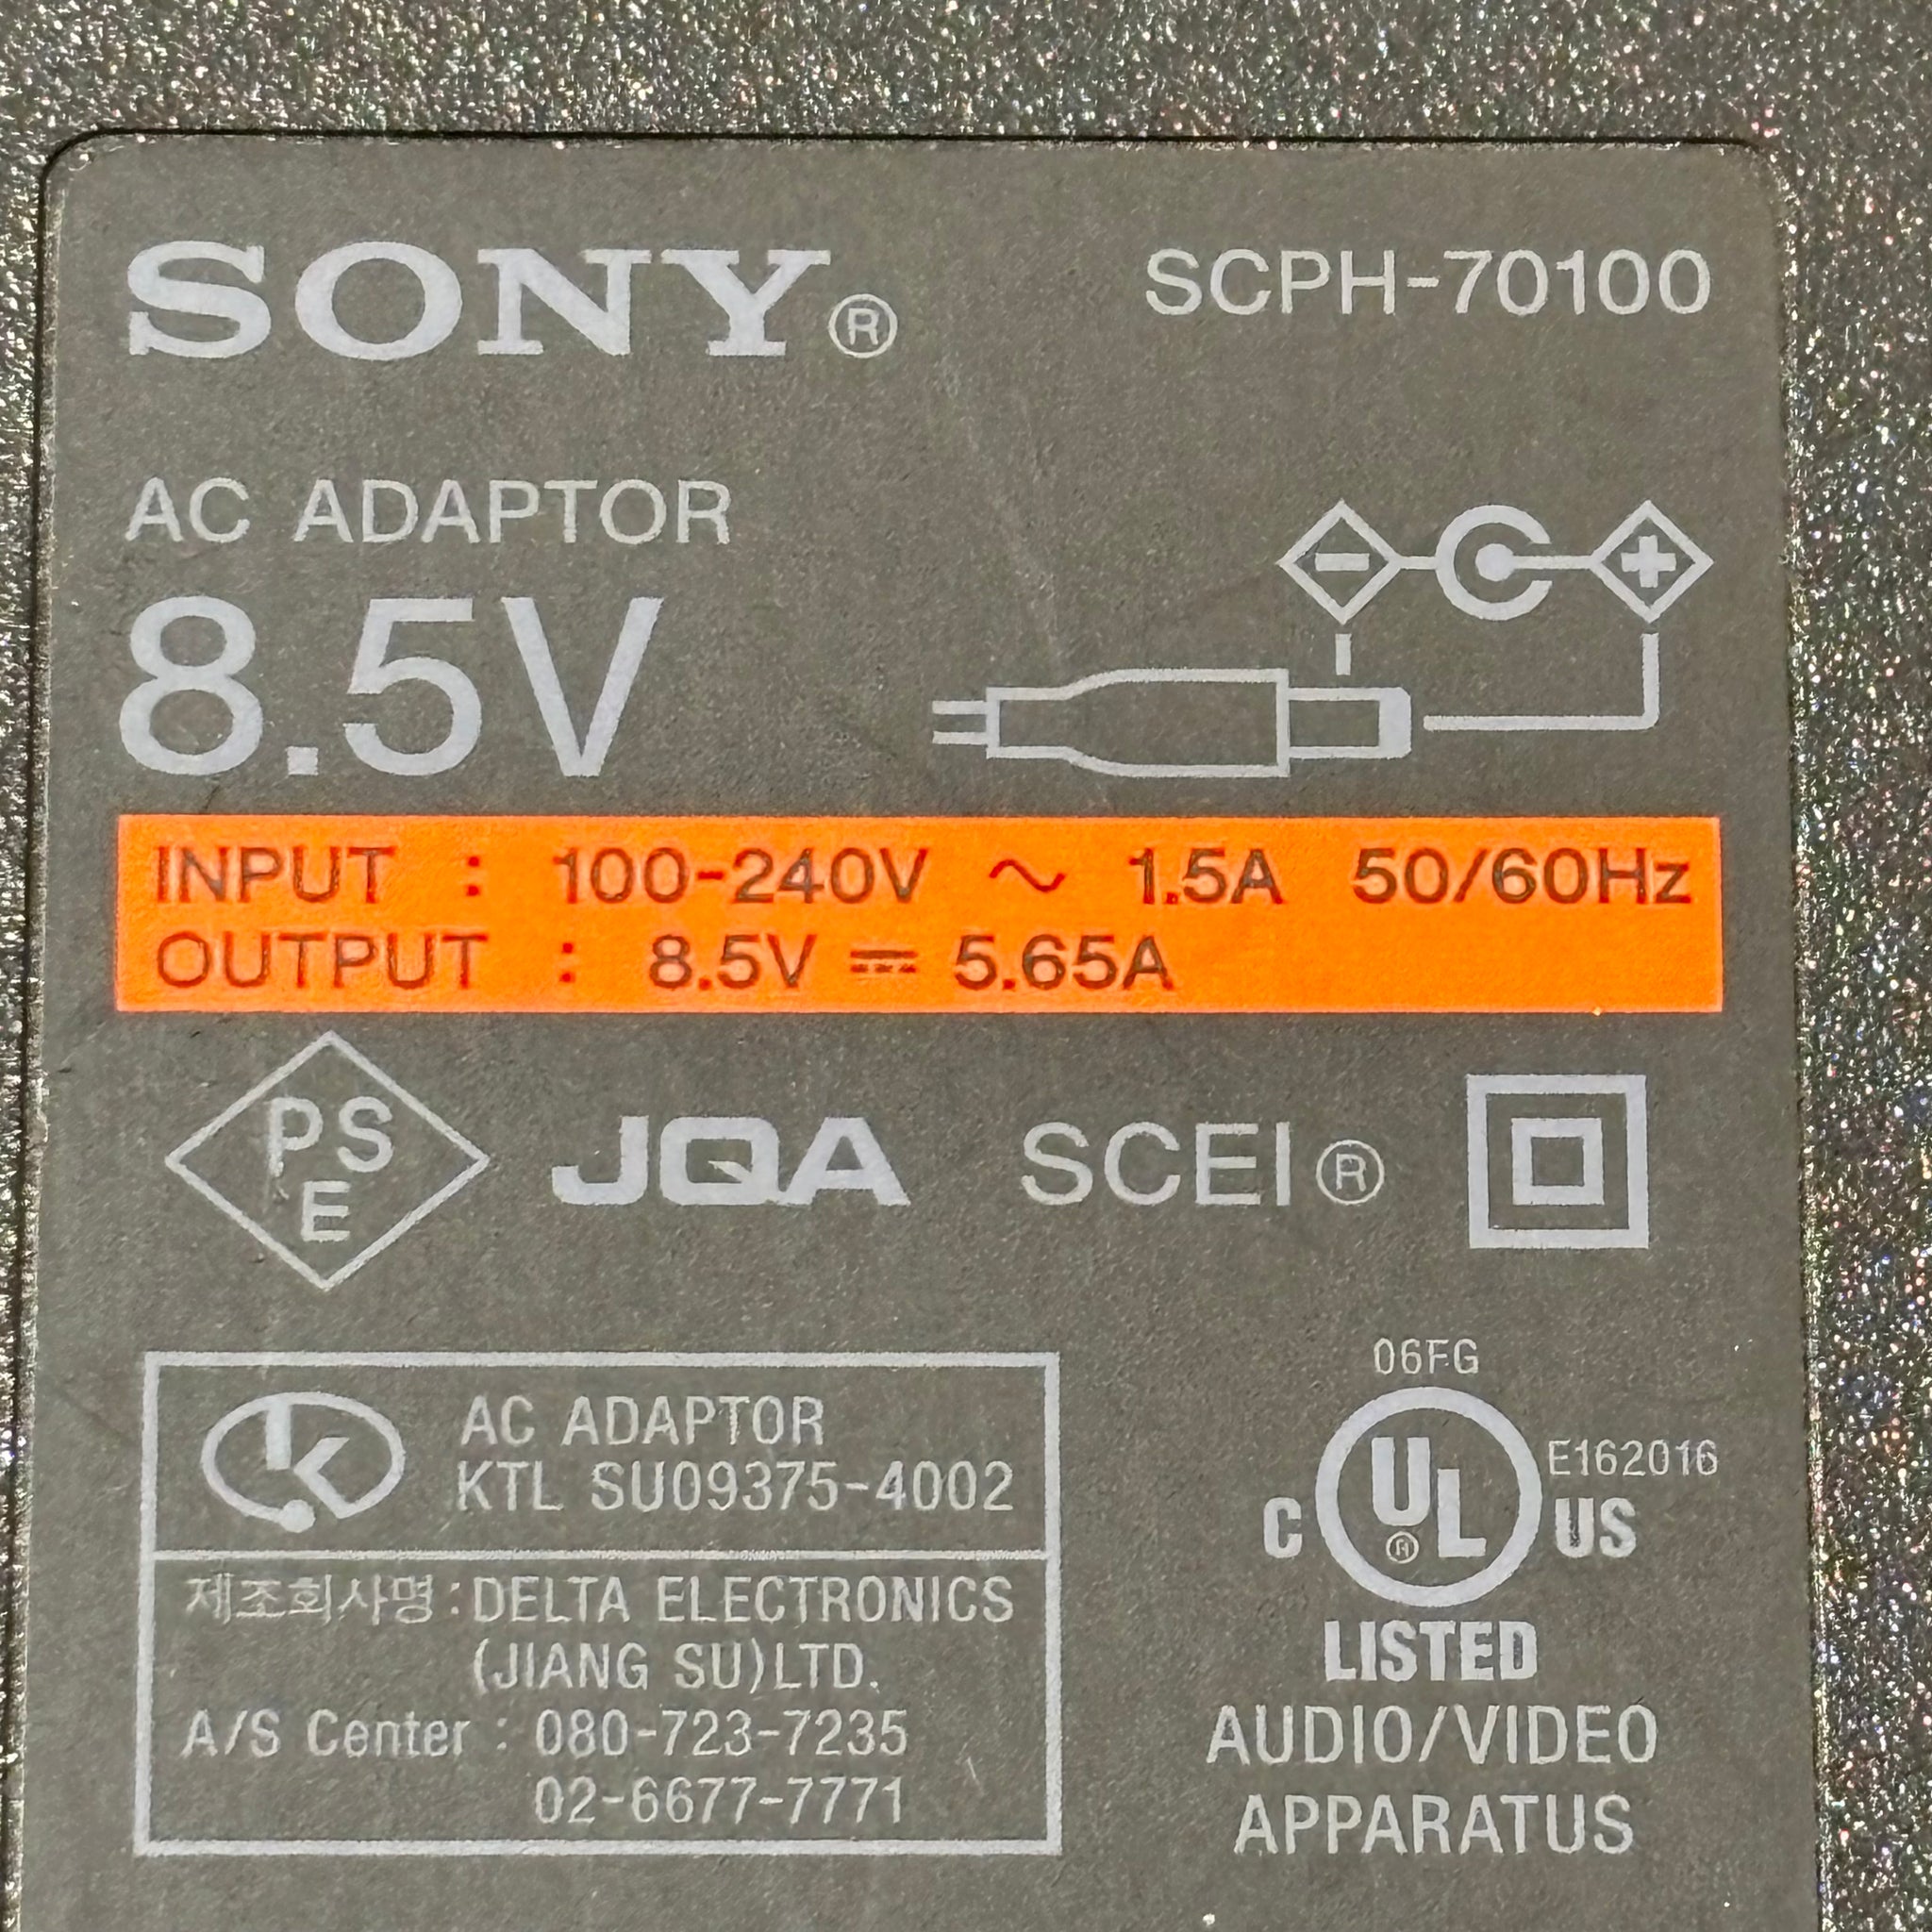 SONY® SCPH-70100
AC ADAPTOR
8.5V
INPUT : 100-240V ~ 1.5A 50/60Hz
OUTPUT : 8.5V ⎓ 5.65A
PS
E
JQA SCEI®
06FG
AC ADAPTOR
KTL SU09375-4002
E162016
C UL® US
LISTED
AUDIO/VIDEO
APPARATUS
제조회사명:DELTA ELECTRONICS
(JIANG SU)LTD.
A/S Center : 080-723-7235
02-6677-7771